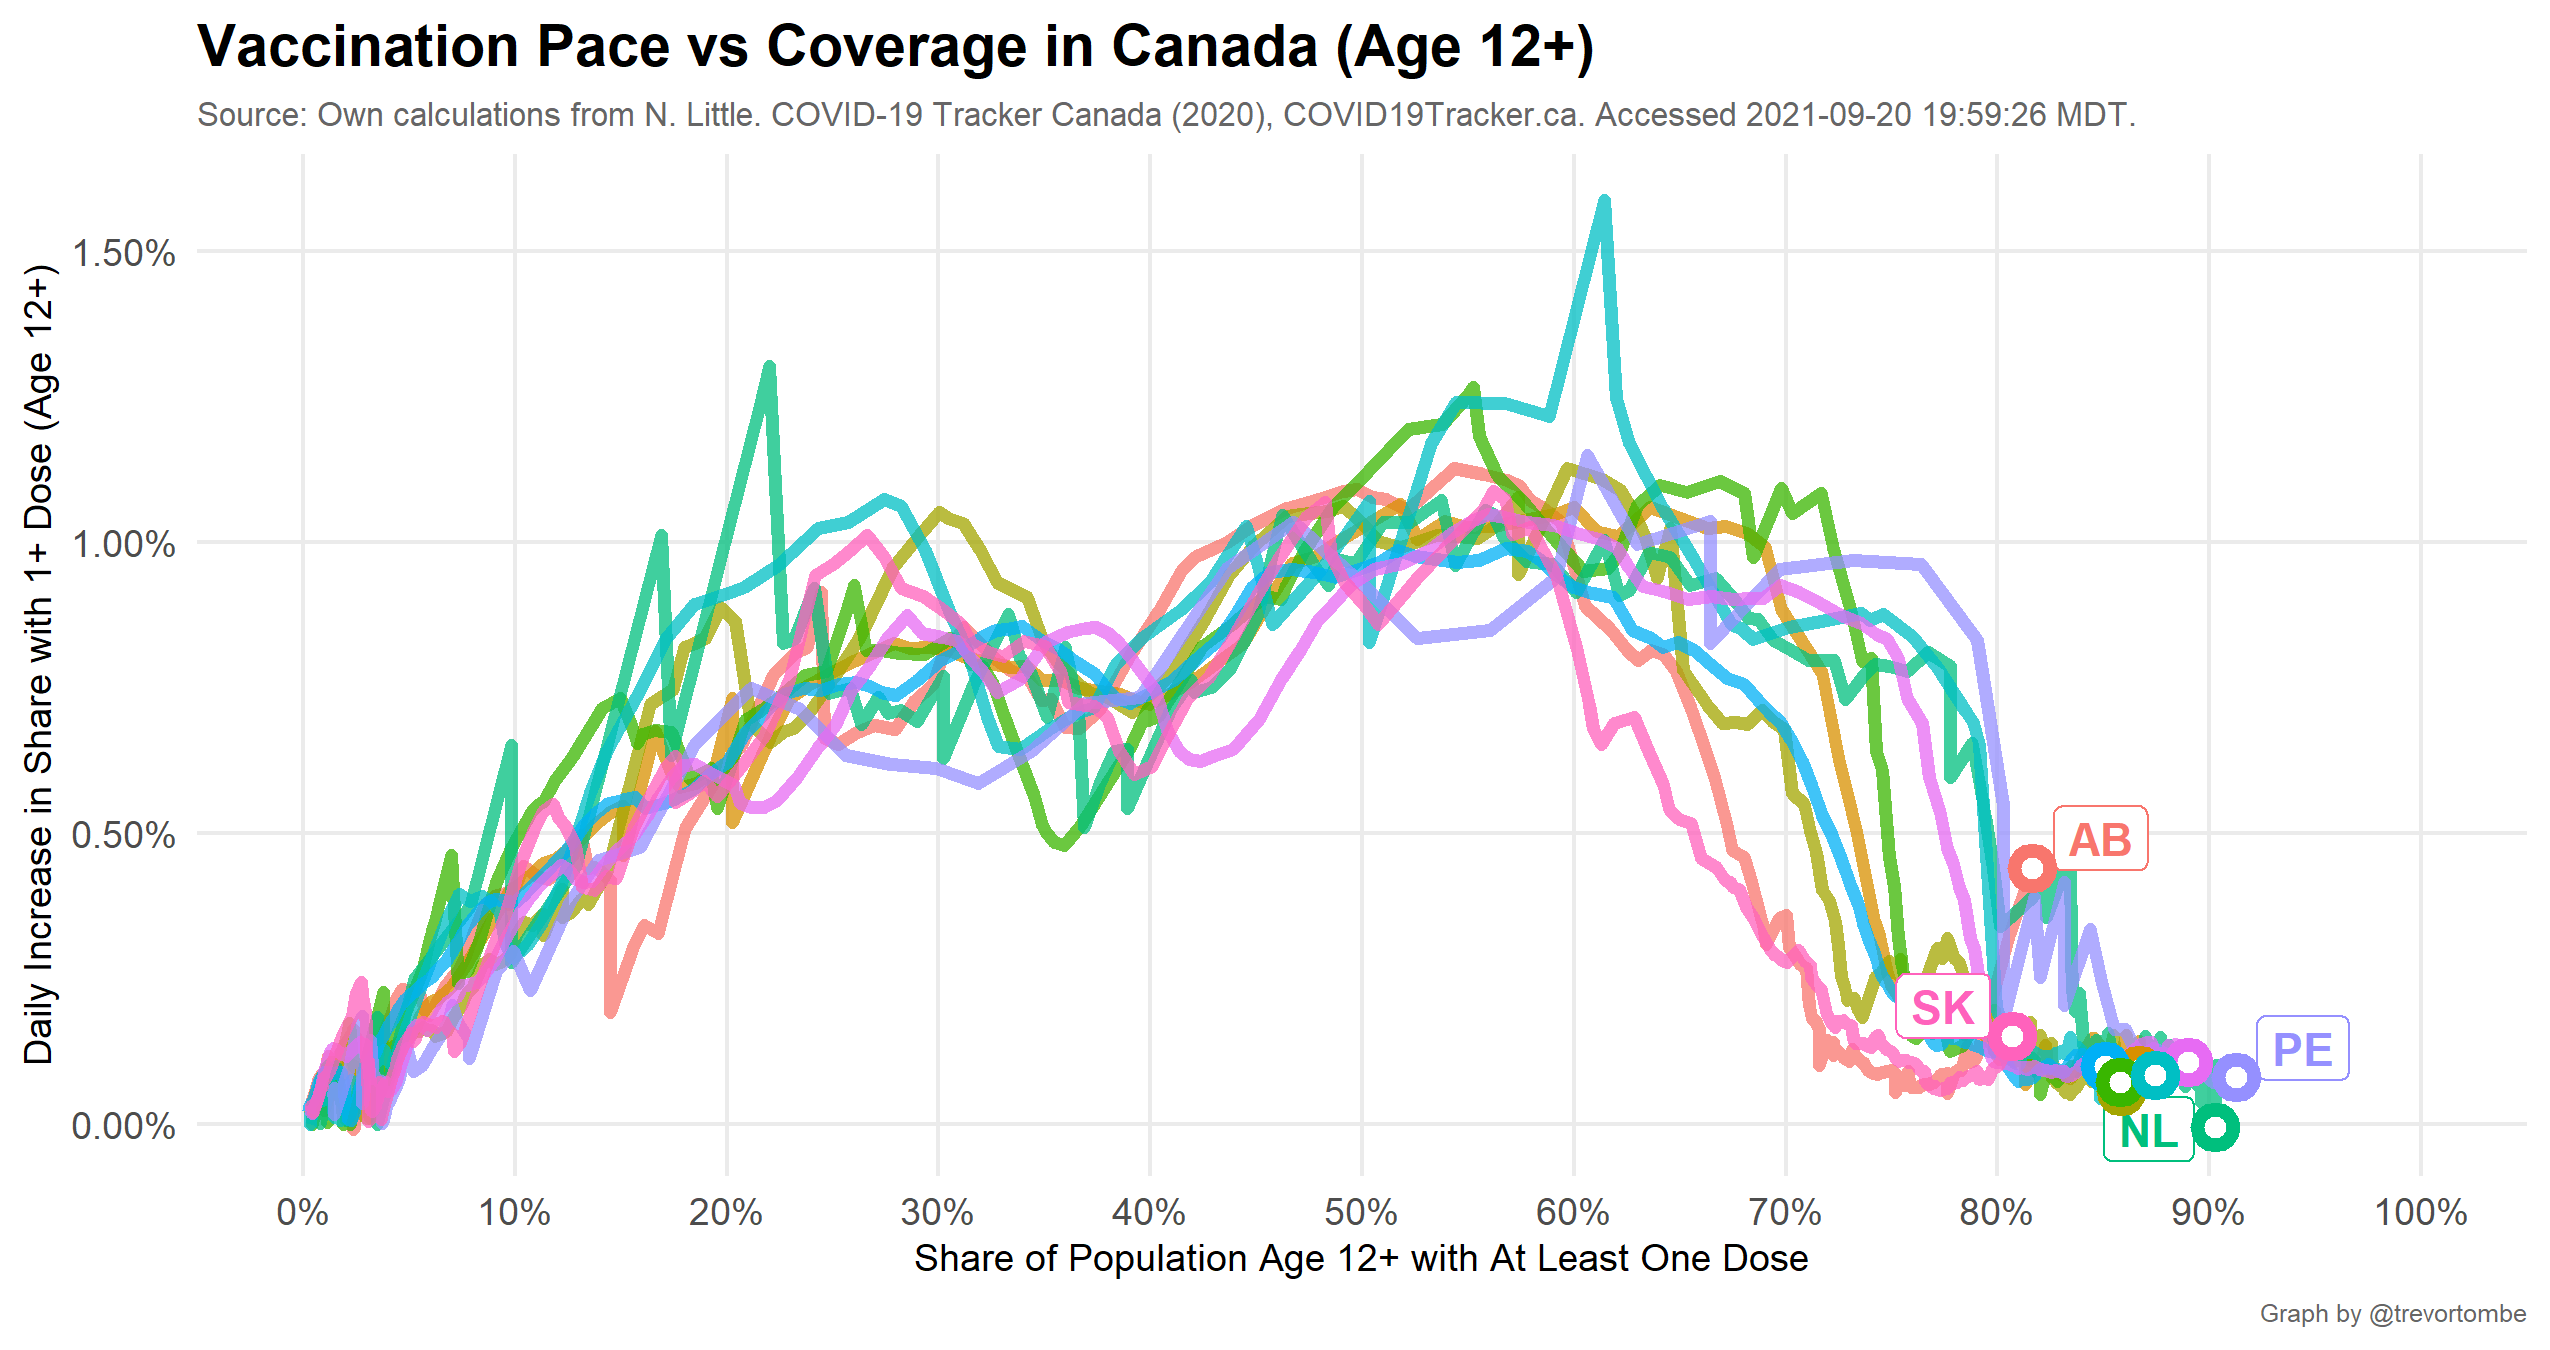 Vaccination Pace vs Coverage in Canada (Age 12+)
Source: Own calculations from N. Little. COVID-19 Tracker Canada (2020), COVID19Tracker.ca. Accessed 2021-09-20 19:59:26 MDT.
Daily Increase in Share with 1+ Dose (Age 12+)
1.50%
1.00%
0.50%
0.00%
AB
SK
PE
NL
0% 10% 20% 30% 40% 50% 60% 70% 80% 90% 100%
Share of Population Age 12+ with At Least One Dose
Graph by @trevortombe